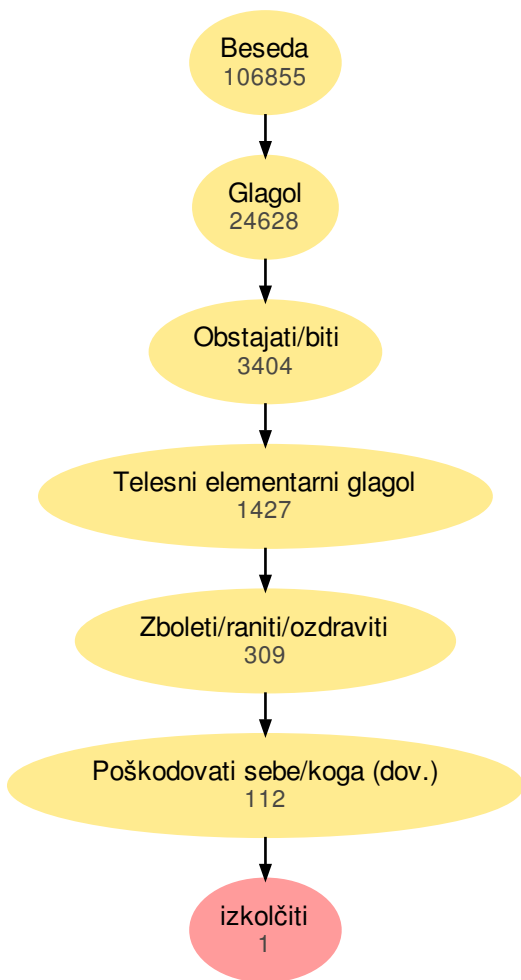 Beseda
106855
Glagol
24628
Obstajati/biti
3404
Telesni elementarni glagol
1427
Zboleti/raniti/ozdraviti
309
Poškodovati sebe/koga (dov.)
112
izkolčiti
1